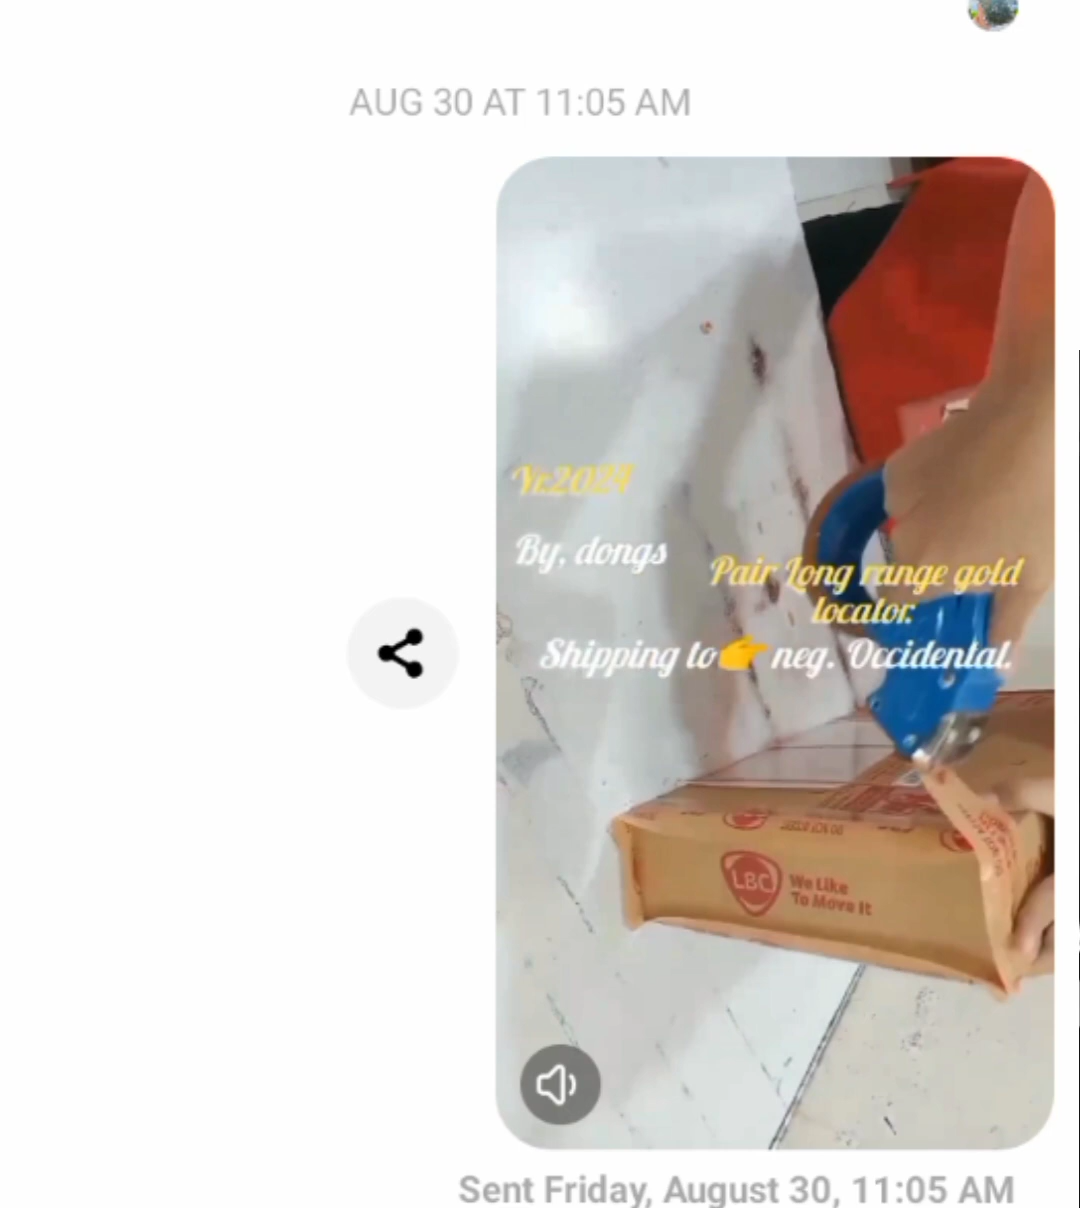 AUG 30 AT 11:05 AM
Yr.2024
By, dongs
Pair Long range gold
locator.
Shipping to👉 neg. Occidental.
LBC
We Like
To Move It
Sent Friday, August 30, 11:05 AM